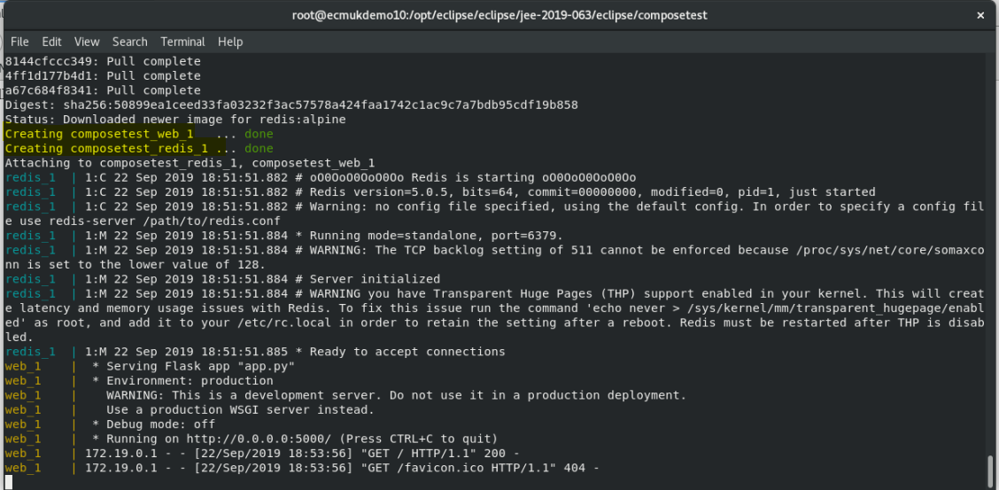 root@ecmukdemo10:/opt/eclipse/eclipse/jee-2019-063/eclipse/composetest ×
File Edit View Search Terminal Help
8144cfccc349: Pull complete
4ff1d177b4d1: Pull complete
a67c684f8341: Pull complete
Digest: sha256:50899ea1ceed33fa03232f3ac57578a424faa1742c1ac9c7a7bdb95cdf19b858
Status: Downloaded newer image for redis:alpine
Creating composetest_web_1   ... done
Creating composetest_redis_1 ... done
Attaching to composetest_redis_1, composetest_web_1
redis_1  | 1:C 22 Sep 2019 18:51:51.882 # oO0OoO0OoO0Oo Redis is starting oO0OoO0OoO0Oo
redis_1  | 1:C 22 Sep 2019 18:51:51.882 # Redis version=5.0.5, bits=64, commit=00000000, modified=0, pid=1, just started
redis_1  | 1:C 22 Sep 2019 18:51:51.882 # Warning: no config file specified, using the default config. In order to specify a config fil
e use redis-server /path/to/redis.conf
redis_1  | 1:M 22 Sep 2019 18:51:51.884 * Running mode=standalone, port=6379.
redis_1  | 1:M 22 Sep 2019 18:51:51.884 # WARNING: The TCP backlog setting of 511 cannot be enforced because /proc/sys/net/core/somaxco
nn is set to the lower value of 128.
redis_1  | 1:M 22 Sep 2019 18:51:51.884 # Server initialized
redis_1  | 1:M 22 Sep 2019 18:51:51.884 # WARNING you have Transparent Huge Pages (THP) support enabled in your kernel. This will creat
e latency and memory usage issues with Redis. To fix this issue run the command 'echo never > /sys/kernel/mm/transparent_hugepage/enabl
ed' as root, and add it to your /etc/rc.local in order to retain the setting after a reboot. Redis must be restarted after THP is disab
led.
redis_1  | 1:M 22 Sep 2019 18:51:51.885 * Ready to accept connections
web_1    |  * Serving Flask app "app.py"
web_1    |  * Environment: production
web_1    |    WARNING: This is a development server. Do not use it in a production deployment.
web_1    |    Use a production WSGI server instead.
web_1    |  * Debug mode: off
web_1    |  * Running on http://0.0.0.0:5000/ (Press CTRL+C to quit)
web_1    | 172.19.0.1 - - [22/Sep/2019 18:53:56] "GET / HTTP/1.1" 200 -
web_1    | 172.19.0.1 - - [22/Sep/2019 18:53:56] "GET /favicon.ico HTTP/1.1" 404 -